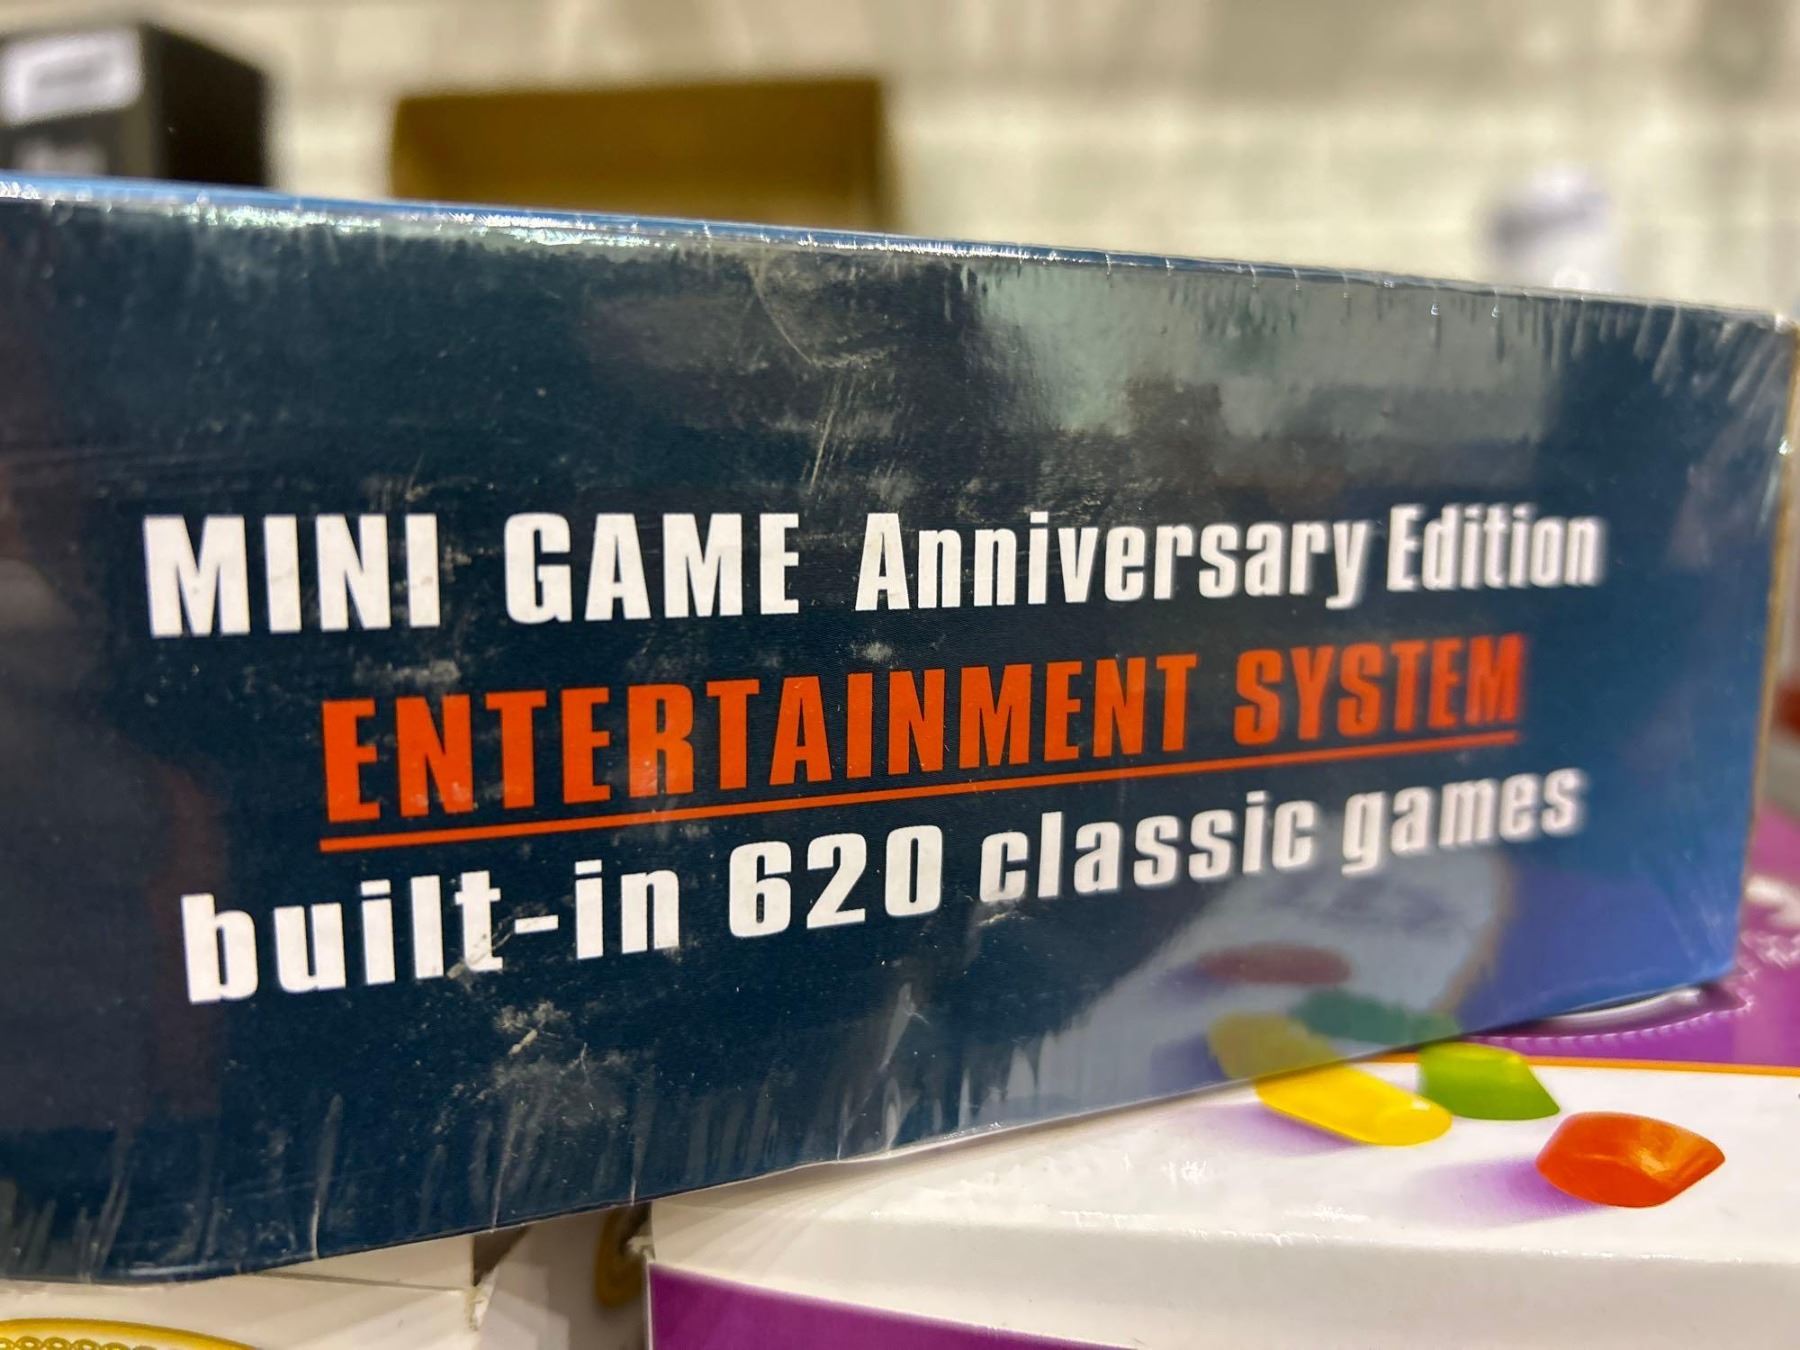 MINI GAME Anniversary Edition
ENTERTAINMENT SYSTEM
built-in 620 classic games